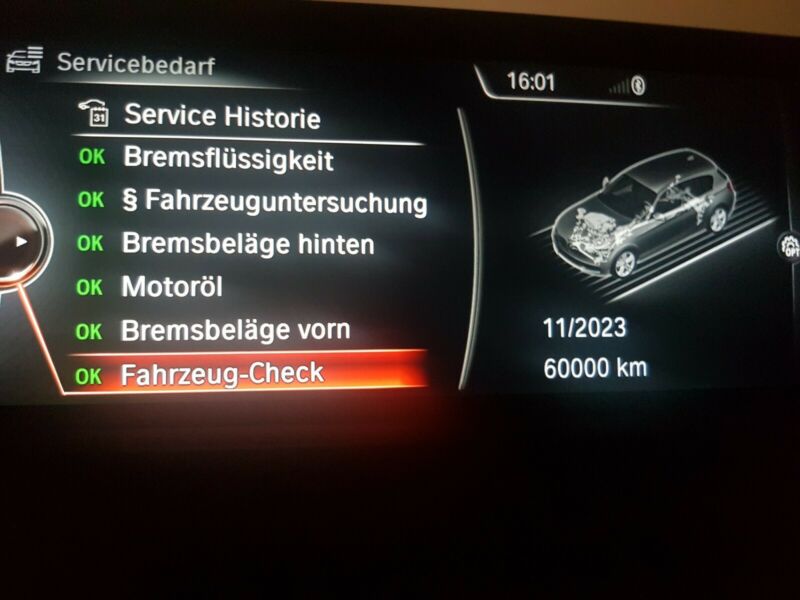 Servicebedarf
16:01
31 Service Historie
OK Bremsflüssigkeit
OK § Fahrzeuguntersuchung
OK Bremsbeläge hinten
OK Motoröl
OK Bremsbeläge vorn
OK Fahrzeug-Check
11/2023
60000 km
OPT